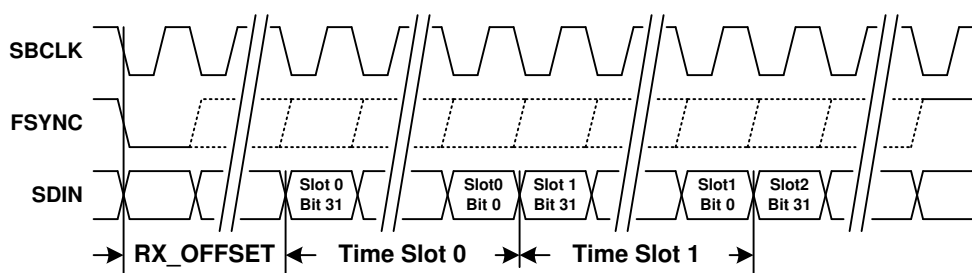 SBCLK
FSYNC
SDIN
Slot 0
Bit 31
Slot0
Bit 0
Slot 1
Bit 31
Slot1
Bit 0
Slot2
Bit 31
RX_OFFSET
Time Slot 0
Time Slot 1